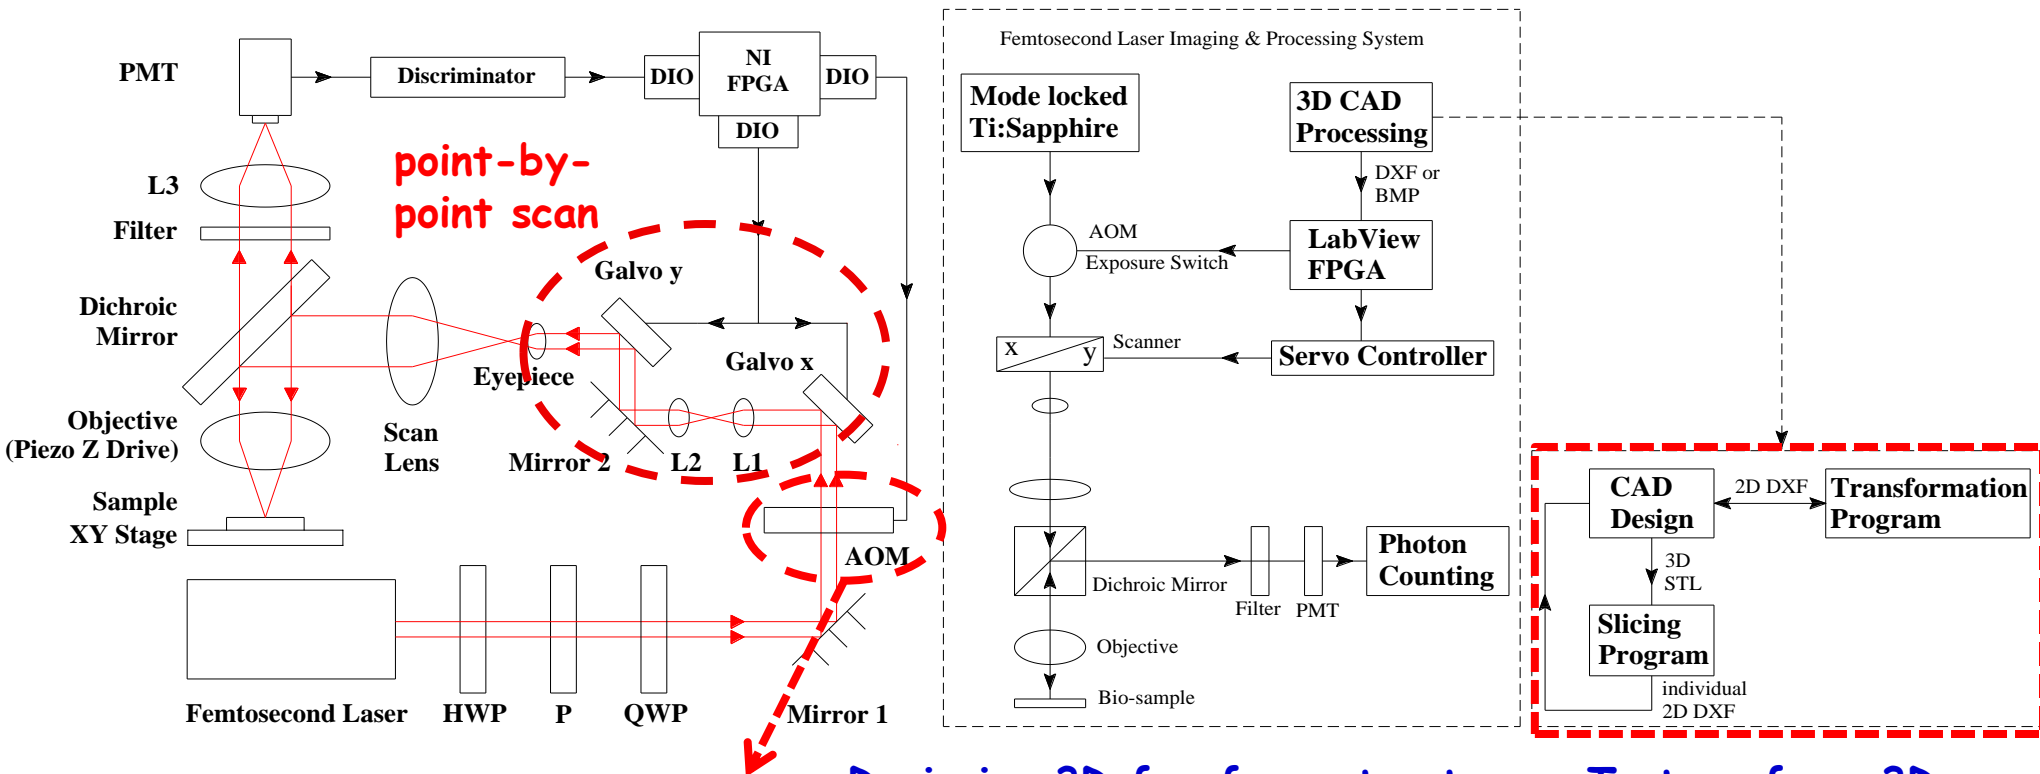 PMT
Discriminator
DIO
NI
FPGA
DIO
DIO
point-by-
point scan
L3
Filter
Galvo y
Dichroic
Mirror
Galvo x
Eyepiece
Objective
(Piezo Z Drive)
Scan
Lens
Mirror 2
L2
L1
Sample
XY Stage
AOM
Femtosecond Laser
HWP
P
QWP
Mirror 1
Femtosecond Laser Imaging & Processing System
Mode locked
Ti:Sapphire
3D CAD
Processing
DXF or
BMP
AOM
Exposure Switch
LabView
FPGA
x
y
Scanner
Servo Controller
Dichroic Mirror
Filter
PMT
Photon
Counting
Objective
Bio-sample
CAD
Design
2D DXF
Transformation
Program
3D
STL
Slicing
Program
individual
2D DXF